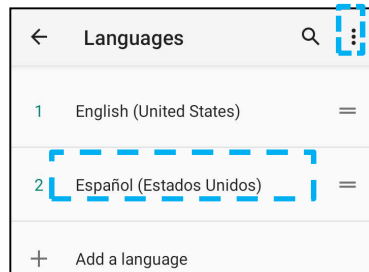 Languages
1 English (United States)
2 Español (Estados Unidos)
Add a language